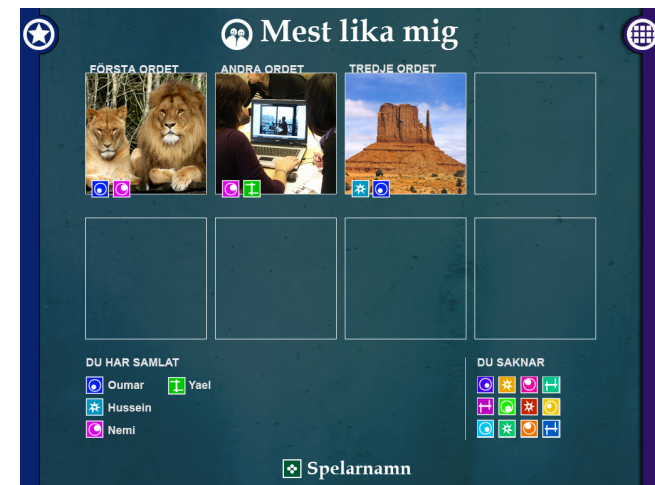 Mest lika mig
FÖRSTA ORDET
ANDRA ORDET
TREDJE ORDET
DU HAR SAMLAT
Oumar
Yael
Hussein
Nemi
DU SAKNAR
Spelarnamn